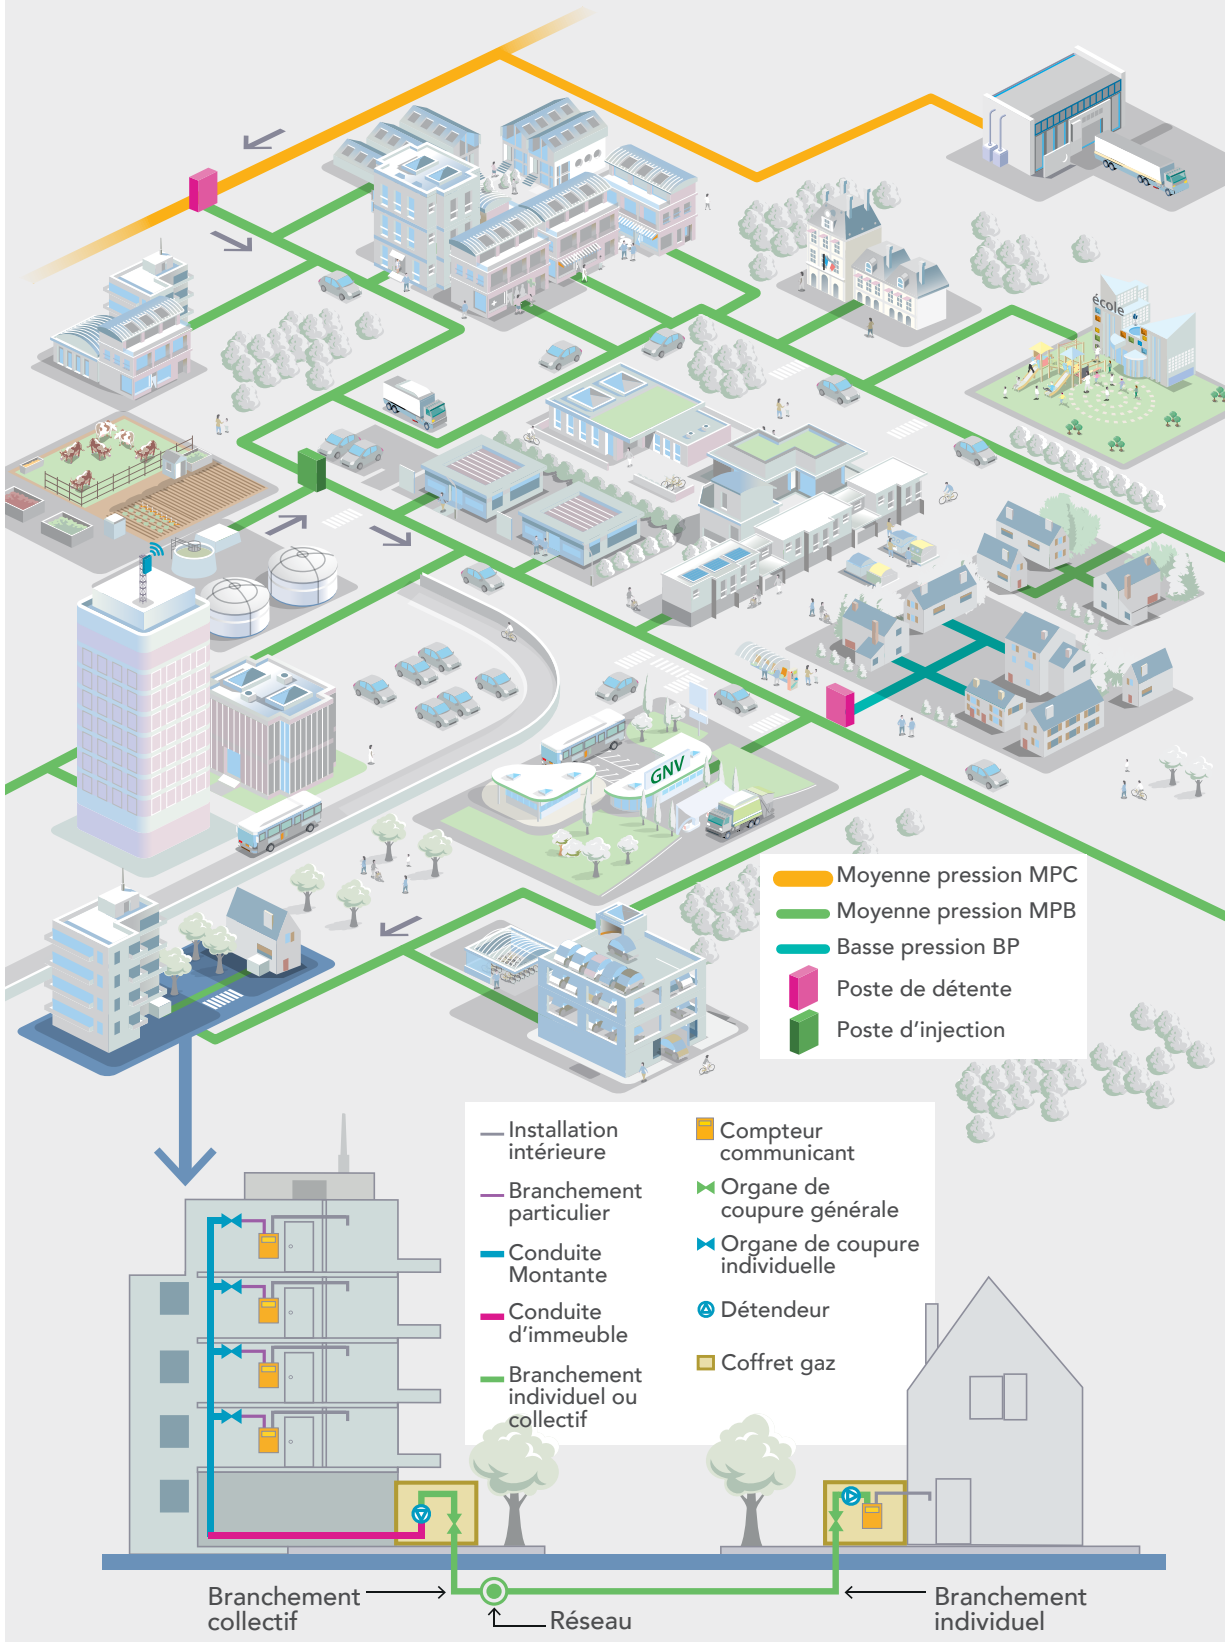 école
GNV
Moyenne pression MPC
Moyenne pression MPB
Basse pression BP
Poste de détente
Poste d'injection
Installation
intérieure
Branchement
particulier
Conduite
Montante
Conduite
d'immeuble
Branchement
individuel ou
collectif
Compteur
communicant
Organe de
coupure générale
Organe de coupure
individuelle
Détendeur
Coffret gaz
Branchement
collectif
Réseau
Branchement
individuel